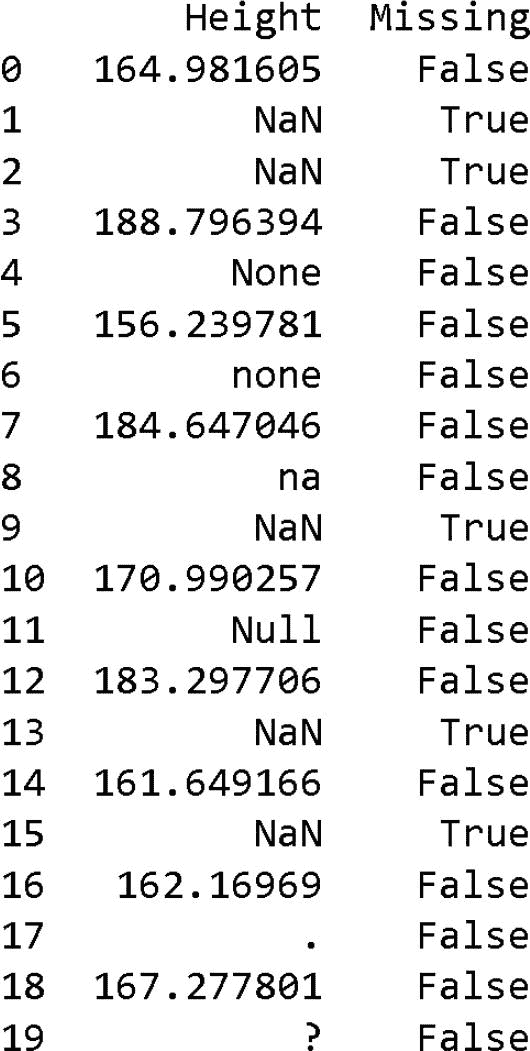 Height Missing
0 164.981605 False
1 NaN True
2 NaN True
3 188.796394 False
4 None False
5 156.239781 False
6 none False
7 184.647046 False
8 na False
9 NaN True
10 170.990257 False
11 Null False
12 183.297706 False
13 NaN True
14 161.649166 False
15 NaN True
16 162.16969 False
17 . False
18 167.277801 False
19 ? False